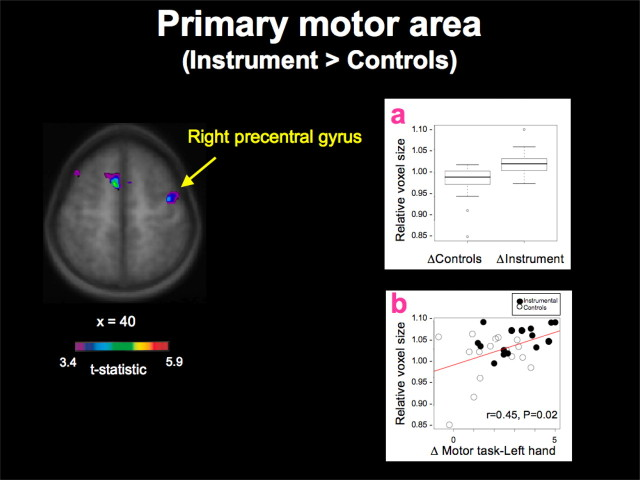 Primary motor area
(Instrument > Controls)
Right precentral gyrus
x = 40
3.4
5.9
t-statistic
a
Relative voxel size
1.10
1.05
1.00
0.95
0.90
0.85
ΔControls
ΔInstrument
b
Instrumental
Controls
Relative voxel size
1.10
1.05
1.00
0.95
0.90
0.85
r=0.45, P=0.02
0
5
Δ Motor task-Left hand